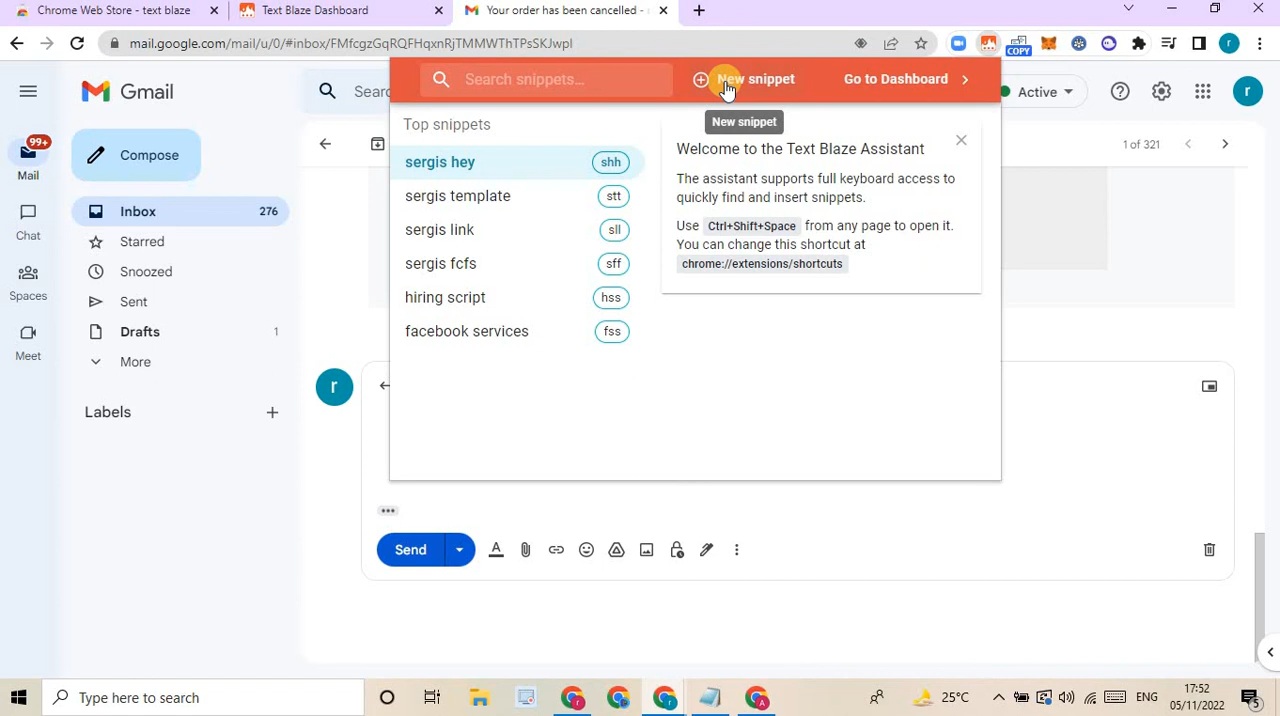 Chrome Web Store - text blaze
Text Blaze Dashboard
Your order has been cancelled -
mail.google.com/mail/u/0/#inbox/FMfcgzGqRQFHqxnRjTMMWThTPsSKJwpl
COPY
r
Gmail
Searc
Search snippets...
New snippet
Go to Dashboard
Active
r
New snippet
99+
Mail
Chat
Spaces
Meet
Compose
Inbox 276
Starred
Snoozed
Sent
Drafts 1
More
Labels
Top snippets
sergis hey shh
sergis template stt
sergis link sll
sergis fcfs sff
hiring script hss
facebook services fss
Welcome to the Text Blaze Assistant
The assistant supports full keyboard access to
quickly find and insert snippets.
Use Ctrl+Shift+Space from any page to open it.
You can change this shortcut at
chrome://extensions/shortcuts
1 of 321
r
Send
Type here to search
25°C
ENG
17:52
05/11/2022
5